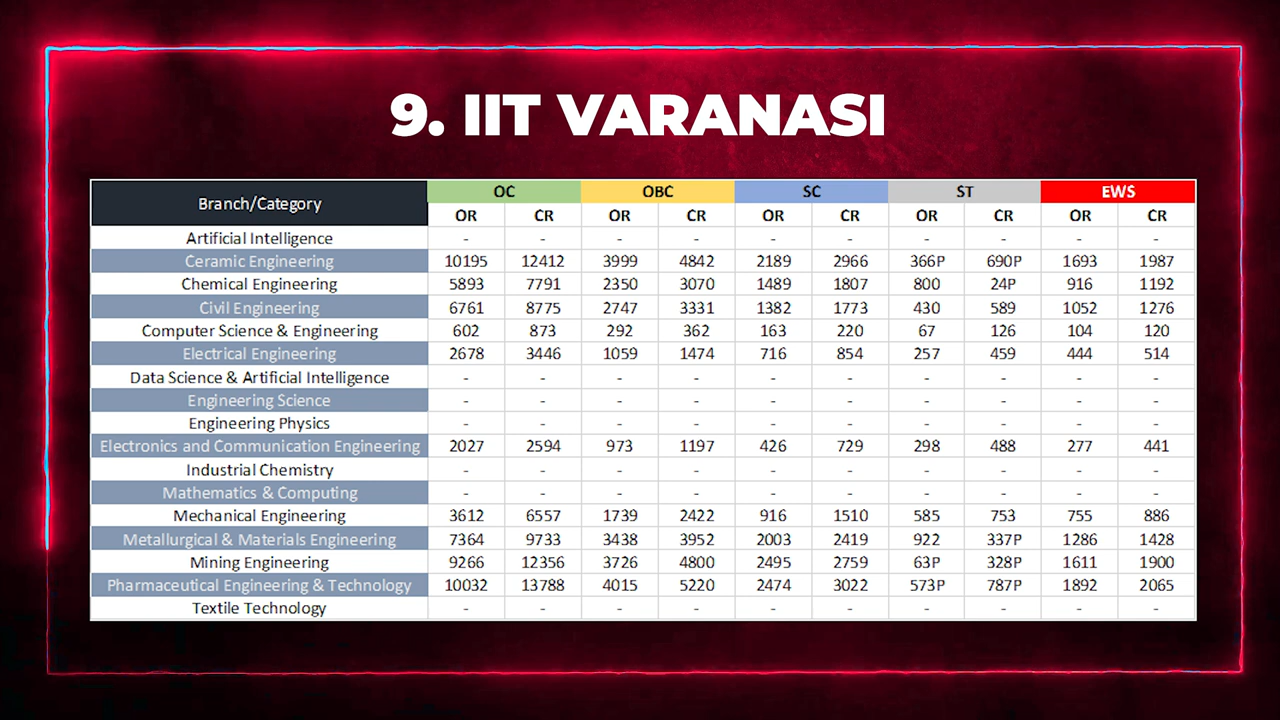 9. IIT VARANASI
Branch/Category OC OBC SC ST EWS
OR CR OR CR OR CR OR CR OR CR
Artificial Intelligence - - - - - - - - - -
Ceramic Engineering 10195 12412 3999 4842 2189 2966 366P 690P 1693 1987
Chemical Engineering 5893 7791 2350 3070 1489 1807 800 24P 916 1192
Civil Engineering 6761 8775 2747 3331 1382 1773 430 589 1052 1276
Computer Science & Engineering 602 873 292 362 163 220 67 126 104 120
Electrical Engineering 2678 3446 1059 1474 716 854 257 459 444 514
Data Science & Artificial Intelligence - - - - - - - - - -
Engineering Science - - - - - - - - - -
Engineering Physics - - - - - - - - - -
Electronics and Communication Engineering 2027 2594 973 1197 426 729 298 488 277 441
Industrial Chemistry - - - - - - - - - -
Mathematics & Computing - - - - - - - - - -
Mechanical Engineering 3612 6557 1739 2422 916 1510 585 753 755 886
Metallurgical & Materials Engineering 7364 9733 3438 3952 2003 2419 922 337P 1286 1428
Mining Engineering 9266 12356 3726 4800 2495 2759 63P 328P 1611 1900
Pharmaceutical Engineering & Technology 10032 13788 4015 5220 2474 3022 573P 787P 1892 2065
Textile Technology - - - - - - - - - -